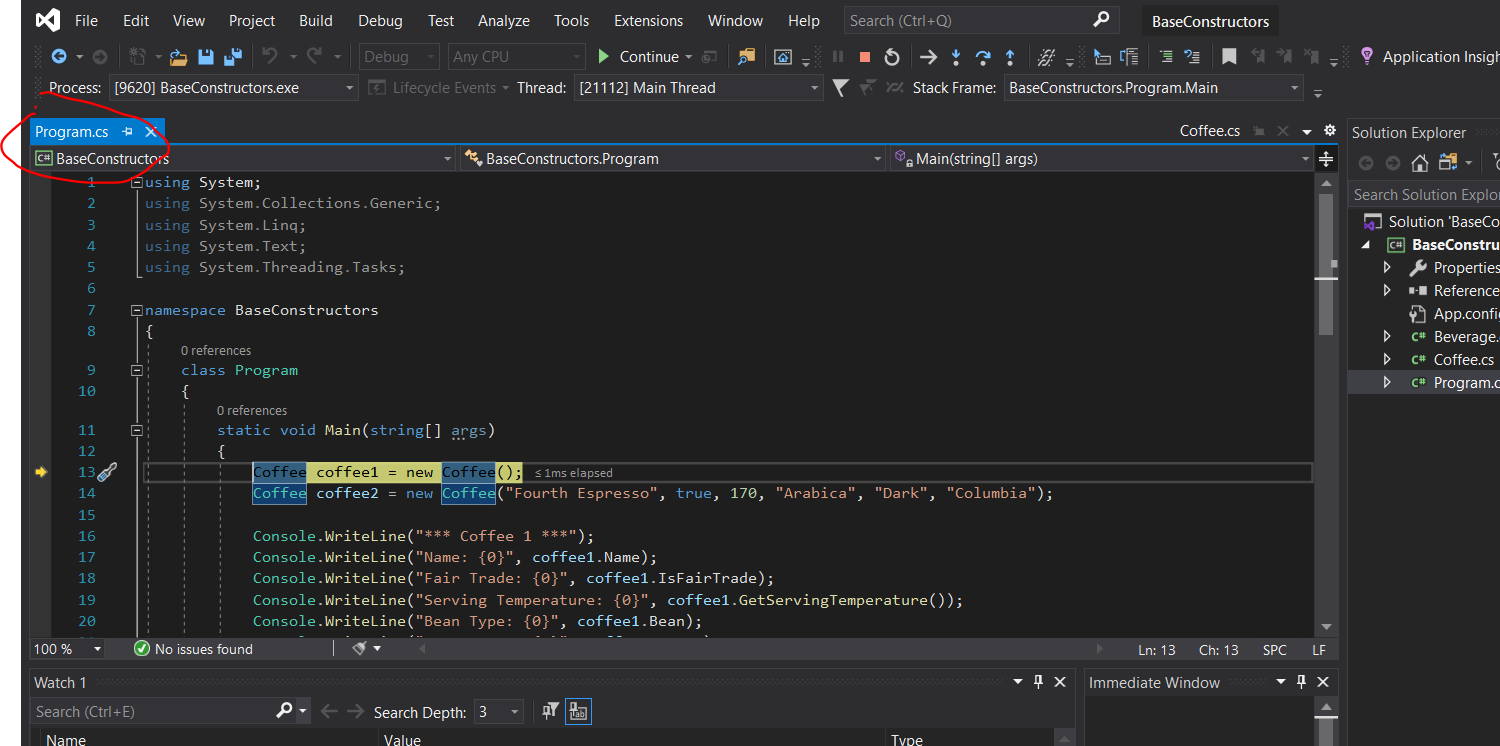 File Edit View Project Build Debug Test Analyze Tools Extensions Window Help Search (Ctrl+Q) BaseConstructors
Debug Any CPU Continue Application Insigh
Process: [9620] BaseConstructors.exe Lifecycle Events Thread: [21112] Main Thread Stack Frame: BaseConstructors.Program.Main
Program.cs Coffee.cs
BaseConstructors BaseConstructors.Program Main(string[] args)
1 using System;
2 using System.Collections.Generic;
3 using System.Linq;
4 using System.Text;
5 using System.Threading.Tasks;
6
7 namespace BaseConstructors
8 {
0 references
9 class Program
10 {
0 references
11 static void Main(string[] args)
12 {
13 Coffee coffee1 = new Coffee(); ≤ 1ms elapsed
14 Coffee coffee2 = new Coffee("Fourth Espresso", true, 170, "Arabica", "Dark", "Columbia");
15
16 Console.WriteLine("*** Coffee 1 ***");
17 Console.WriteLine("Name: {0}", coffee1.Name);
18 Console.WriteLine("Fair Trade: {0}", coffee1.IsFairTrade);
19 Console.WriteLine("Serving Temperature: {0}", coffee1.GetServingTemperature());
20 Console.WriteLine("Bean Type: {0}", coffee1.Bean);
100 % No issues found Ln: 13 Ch: 13 SPC LF
Solution Explorer
Search Solution Explor
Solution 'BaseCo
C# BaseConstru
Properties
Reference
App.config
C# Beverage.
C# Coffee.cs
C# Program.c
Watch 1
Search (Ctrl+E) Search Depth: 3
Name Value Type
Immediate Window